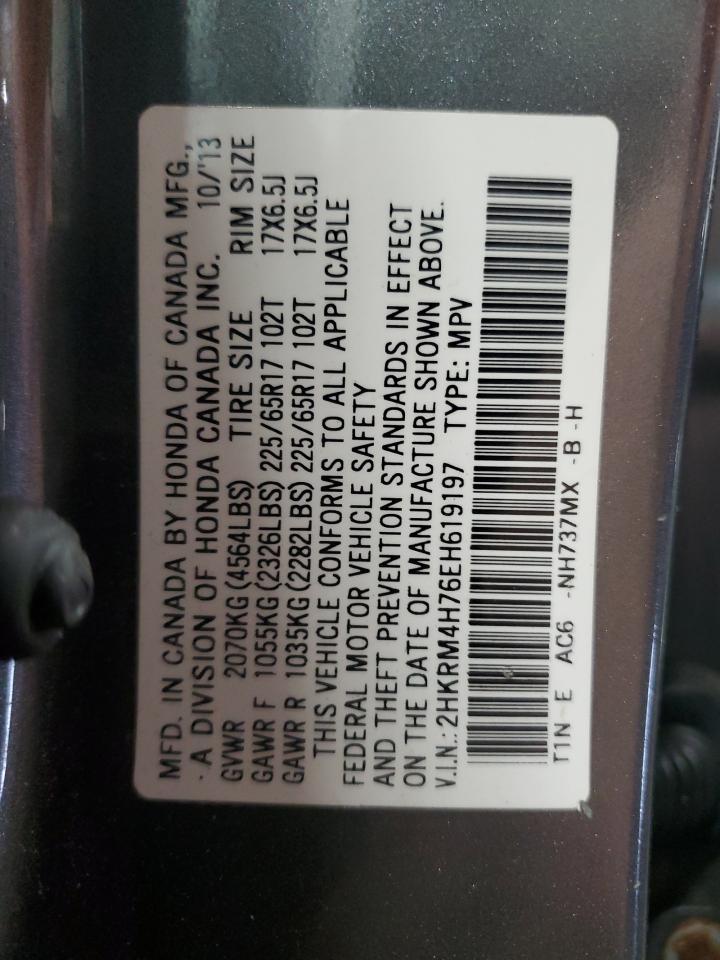 MFD. IN CANADA BY HONDA OF CANADA MFG.,
A DIVISION OF HONDA CANADA INC. 10/'13
GVWR 2070KG (4564LBS) TIRE SIZE RIM SIZE
GAWR F 1055KG (2326LBS) 225/65R17 102T 17X6.5J
GAWR R 1035KG (2282LBS) 225/65R17 102T 17X6.5J
THIS VEHICLE CONFORMS TO ALL APPLICABLE
FEDERAL MOTOR VEHICLE SAFETY
AND THEFT PREVENTION STANDARDS IN EFFECT
ON THE DATE OF MANUFACTURE SHOWN ABOVE.
V.I.N.: 2HKRM4H76EH619197 TYPE: MPV
T1N E AC6 -NH737MX -B -H